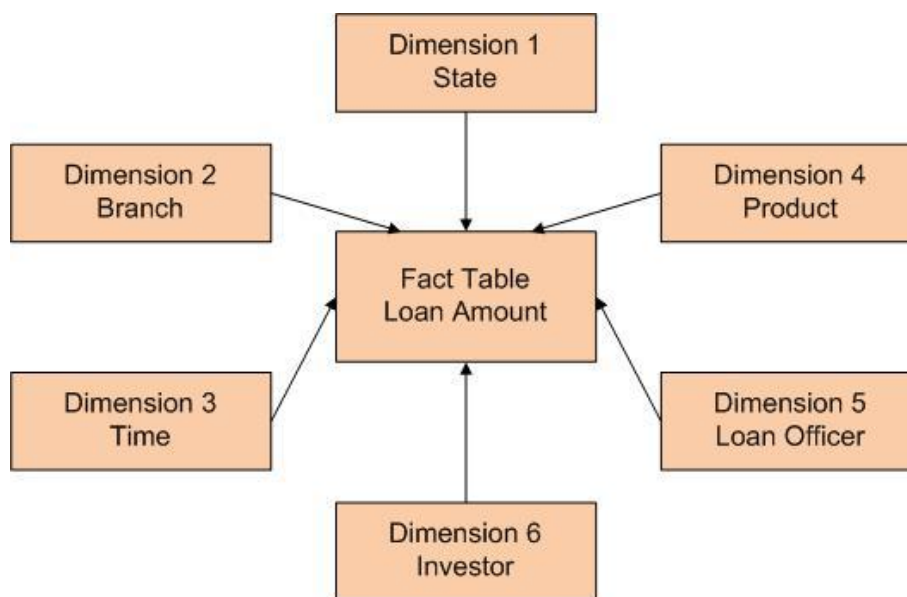 Dimension 1
State
Dimension 2
Branch
Dimension 4
Product
Fact Table
Loan Amount
Dimension 3
Time
Dimension 5
Loan Officer
Dimension 6
Investor